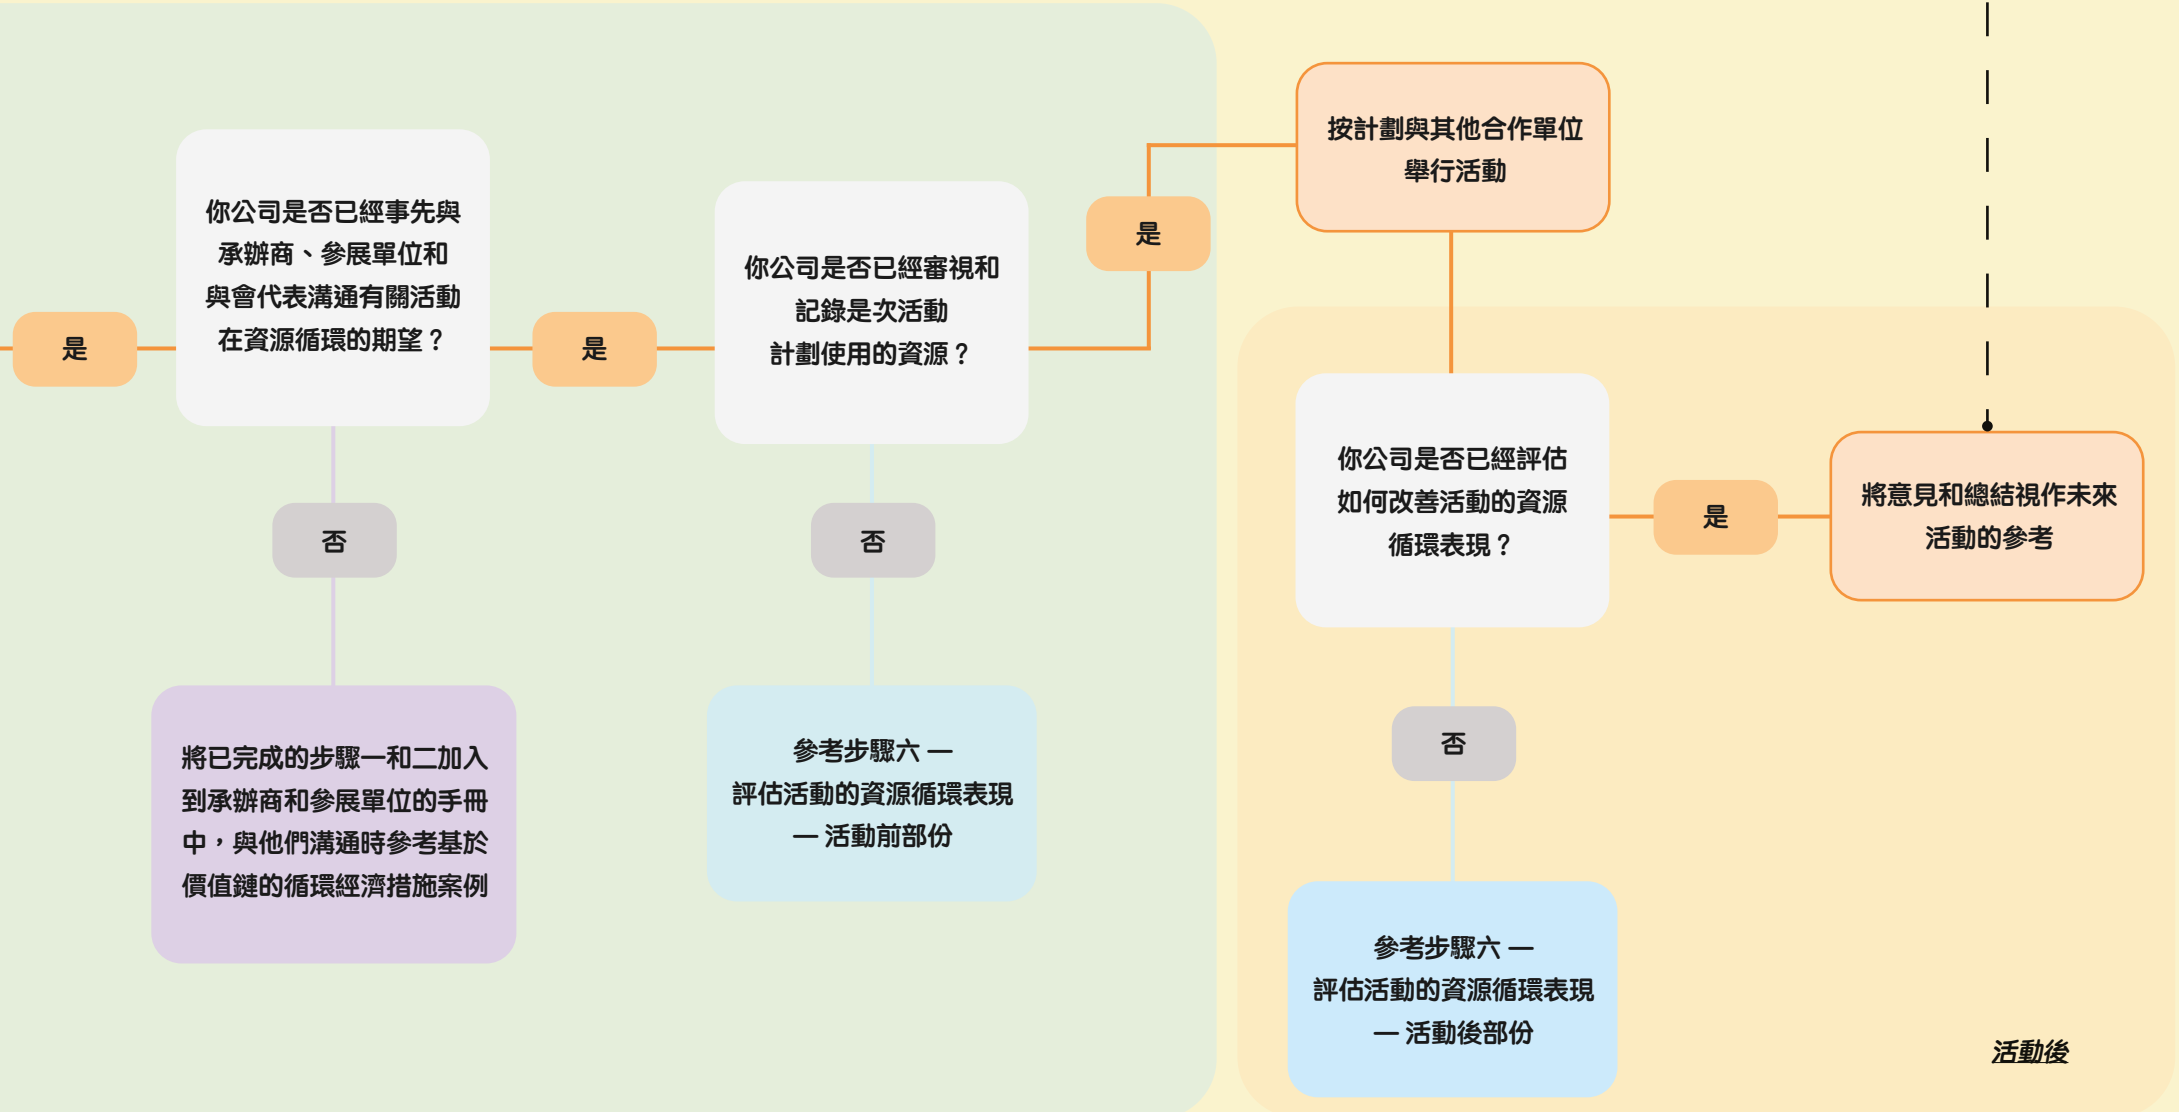 是
你公司是否已經事先與
承辦商、參展單位和
與會代表溝通有關活動
在資源循環的期望？
否
將已完成的步驟一和二加入
到承辦商和參展單位的手冊
中，與他們溝通時參考基於
價值鏈的循環經濟措施案例
是
你公司是否已經審視和
記錄是次活動
計劃使用的資源？
否
參考步驟六 —
評估活動的資源循環表現
— 活動前部份
是
按計劃與其他合作單位
舉行活動
你公司是否已經評估
如何改善活動的資源
循環表現？
否
參考步驟六 —
評估活動的資源循環表現
— 活動後部份
是
將意見和總結視作未來
活動的參考
活動後